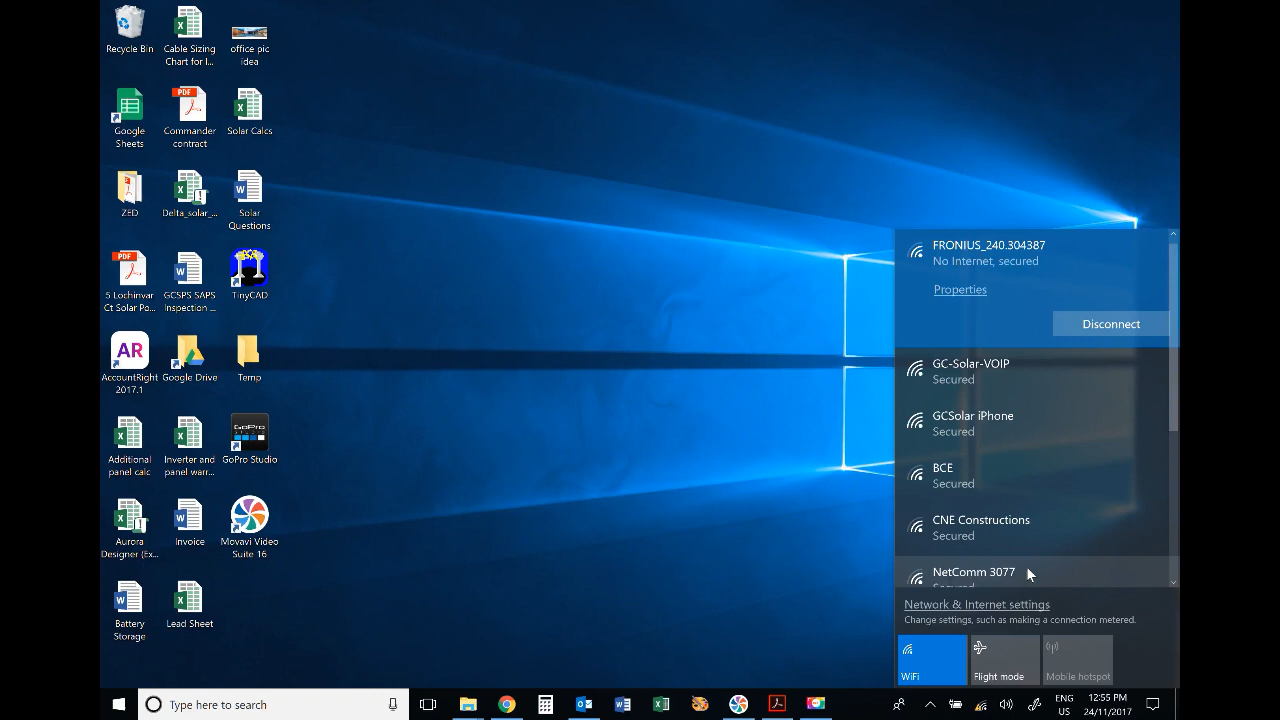 Recycle Bin
Cable Sizing
Chart for I...
office pic
idea
Google
Sheets
PDF
Commander
contract
Solar Calcs
ZED
Delta_solar_...
Solar
Questions
PDF
5 Lochinvar
Ct Solar Po...
GCSPS SAPS
Inspection ...
TinyCAD
AR
AccountRight
2017.1
Google Drive
Temp
Additional
panel calc
Inverter and
panel warr...
GoPro
GoPro Studio
Aurora
Designer (Ex...
Invoice
Movavi Video
Suite 16
Battery
Storage
Lead Sheet
FRONIUS_240.304387
No Internet, secured
Properties
Disconnect
GC-Solar-VOIP
Secured
GCSolar iPhone
Secured
BCE
Secured
CNE Constructions
Secured
NetComm 3077
Secured
Network & Internet settings
Change settings, such as making a connection metered.
WiFi
Flight mode
Mobile hotspot
Type here to search
ENG
US
12:55 PM
24/11/2017